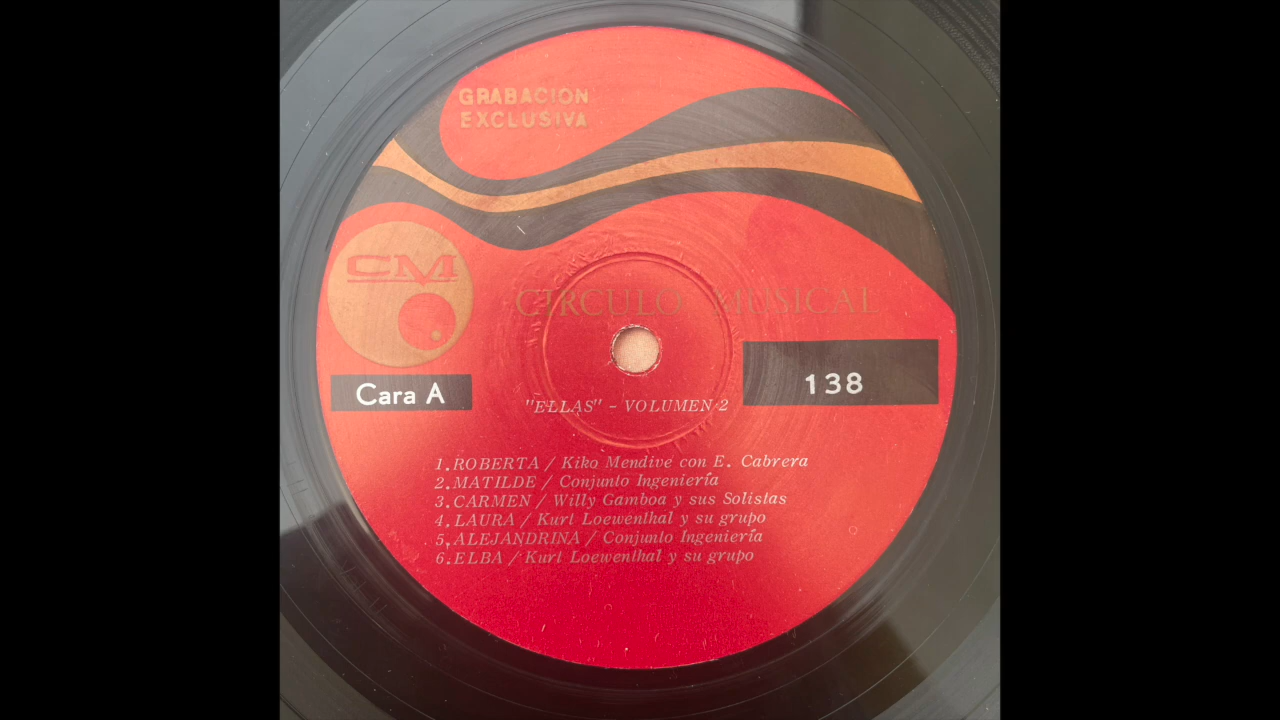 GRABACION
EXCLUSIVA
CM
CIRCULO MUSICAL
138
Cara A
"ELLAS" - VOLUMEN 2
1. ROBERTA / Kiko Mendive con E. Cabrera
2. MATILDE / Conjunto Ingeniería
3. CARMEN / Willy Gamboa y sus Solistas
4. LAURA / Kurt Loewenthal y su grupo
5. ALEJANDRINA / Conjunto Ingeniería
6. ELBA / Kurt Loewenthal y su grupo